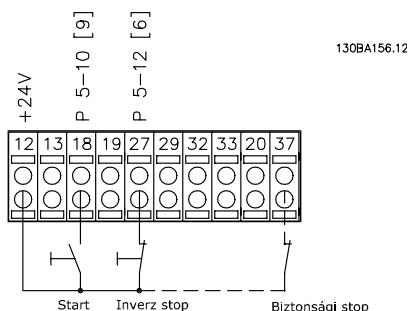 130BA156.12
+24V
P 5-10 [9]
P 5-12 [6]
12 13 18 19 27 29 32 33 20 37
Start
Inverz stop
Biztonsági stop